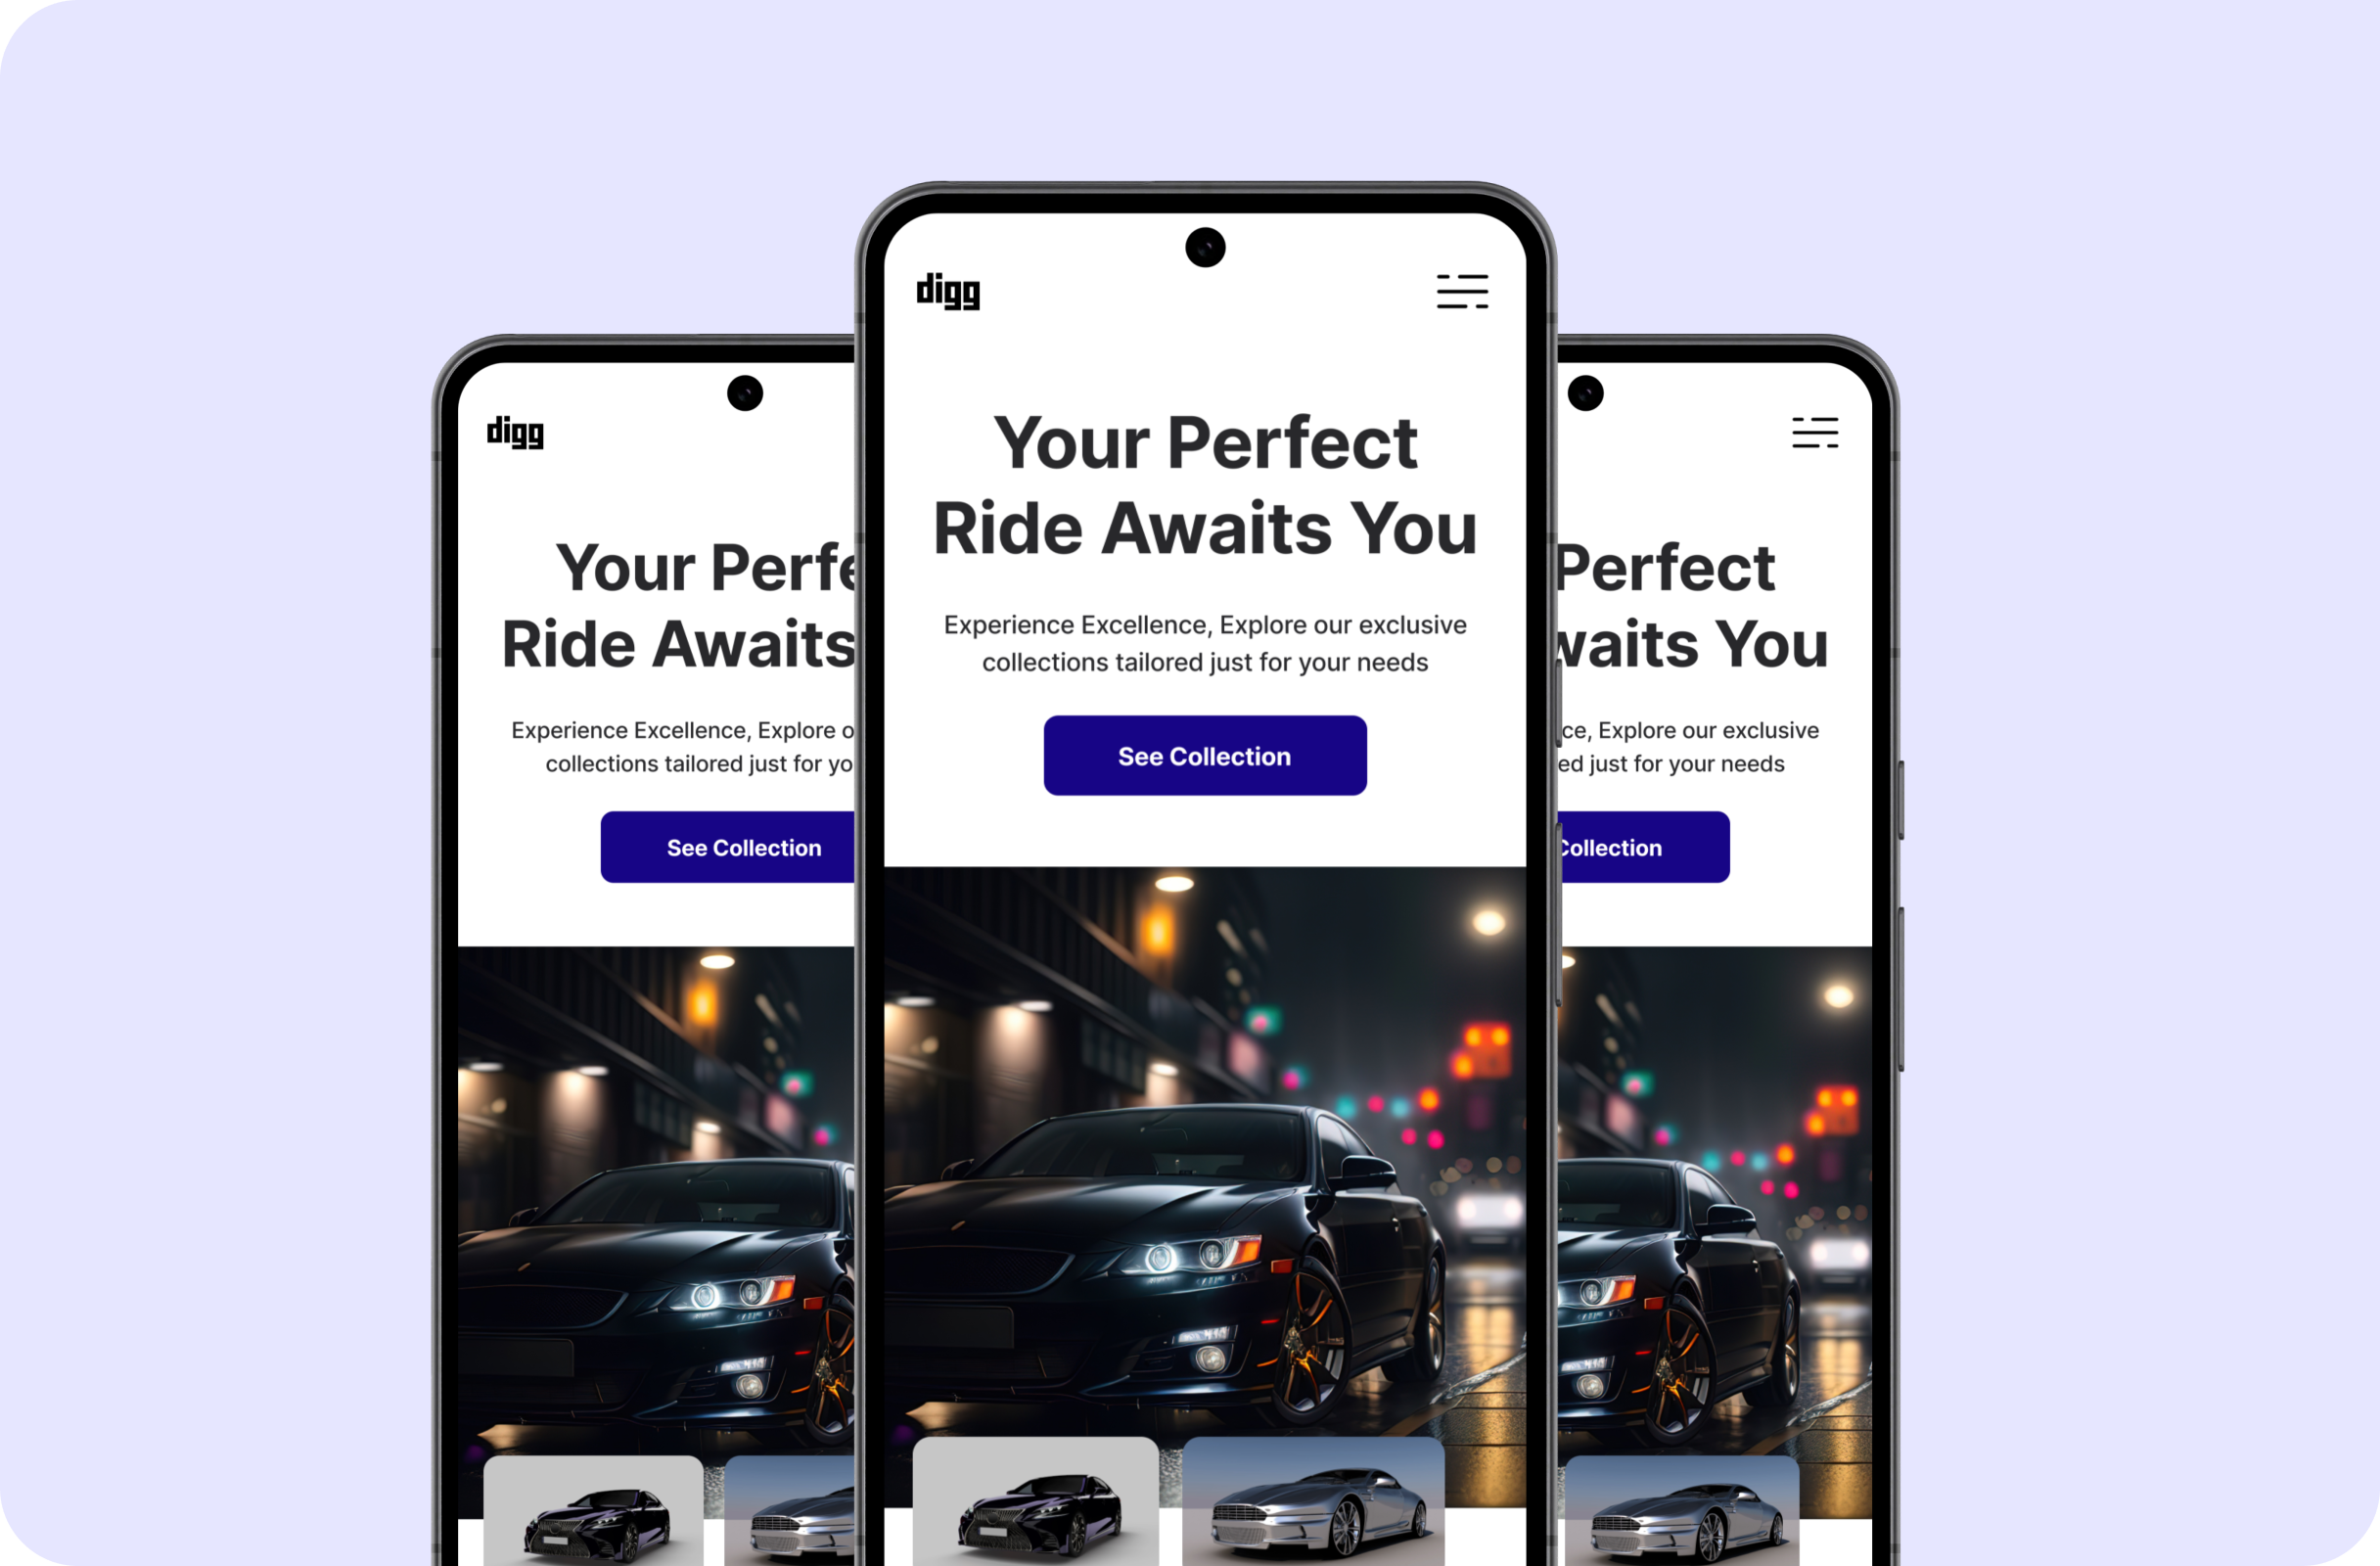 digg
Your Perfect
Ride Awaits You
Experience Excellence, Explore our exclusive
collections tailored just for your needs
See Collection
digg
Your Perfe
Ride Awaits
Experience Excellence, Explore o
collections tailored just for yo
See Collection
Perfect
waits You
ce, Explore our exclusive
ed just for your needs
Collection